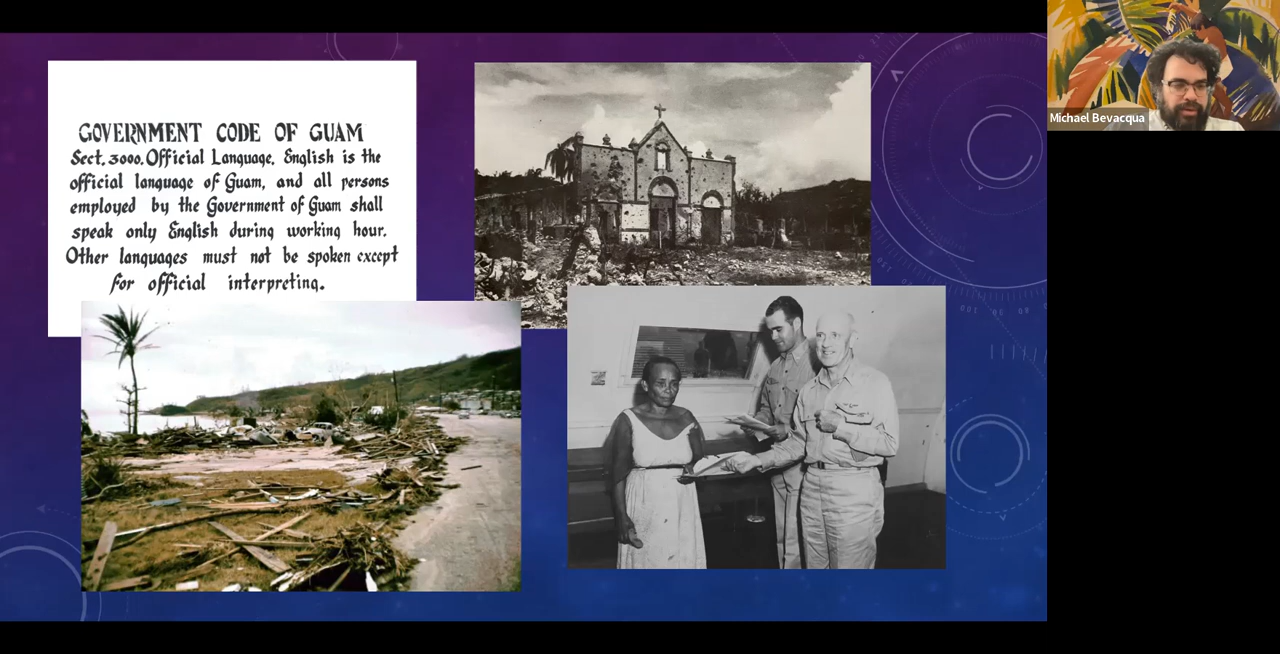 GOVERNMENT CODE OF GUAM
Sect. 3000. Official Language. English is the
official language of Guam, and all persons
employed by the Government of Guam shall
speak only English during working hour.
Other languages must not be spoken except
for official interpreting.
Michael Bevacqua